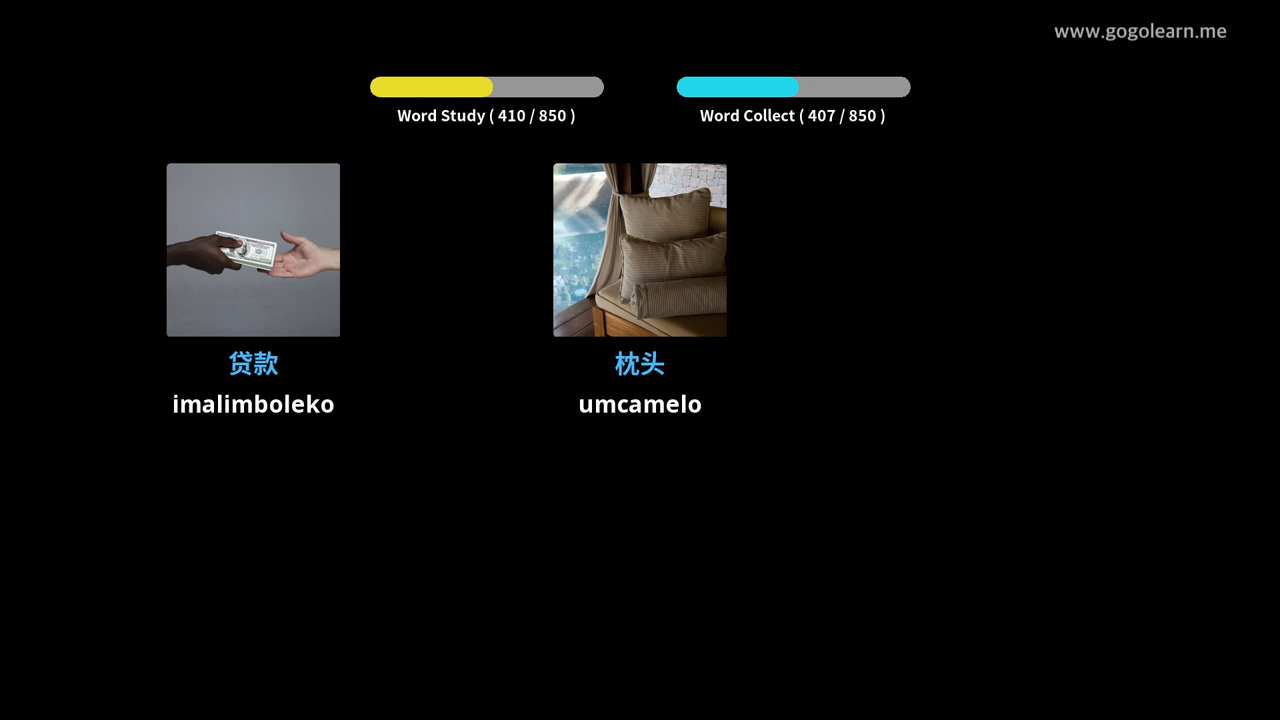 www.gogolearn.me
Word Study ( 410 / 850 )
Word Collect ( 407 / 850 )
贷款
imalimboleko
枕头
umcamelo